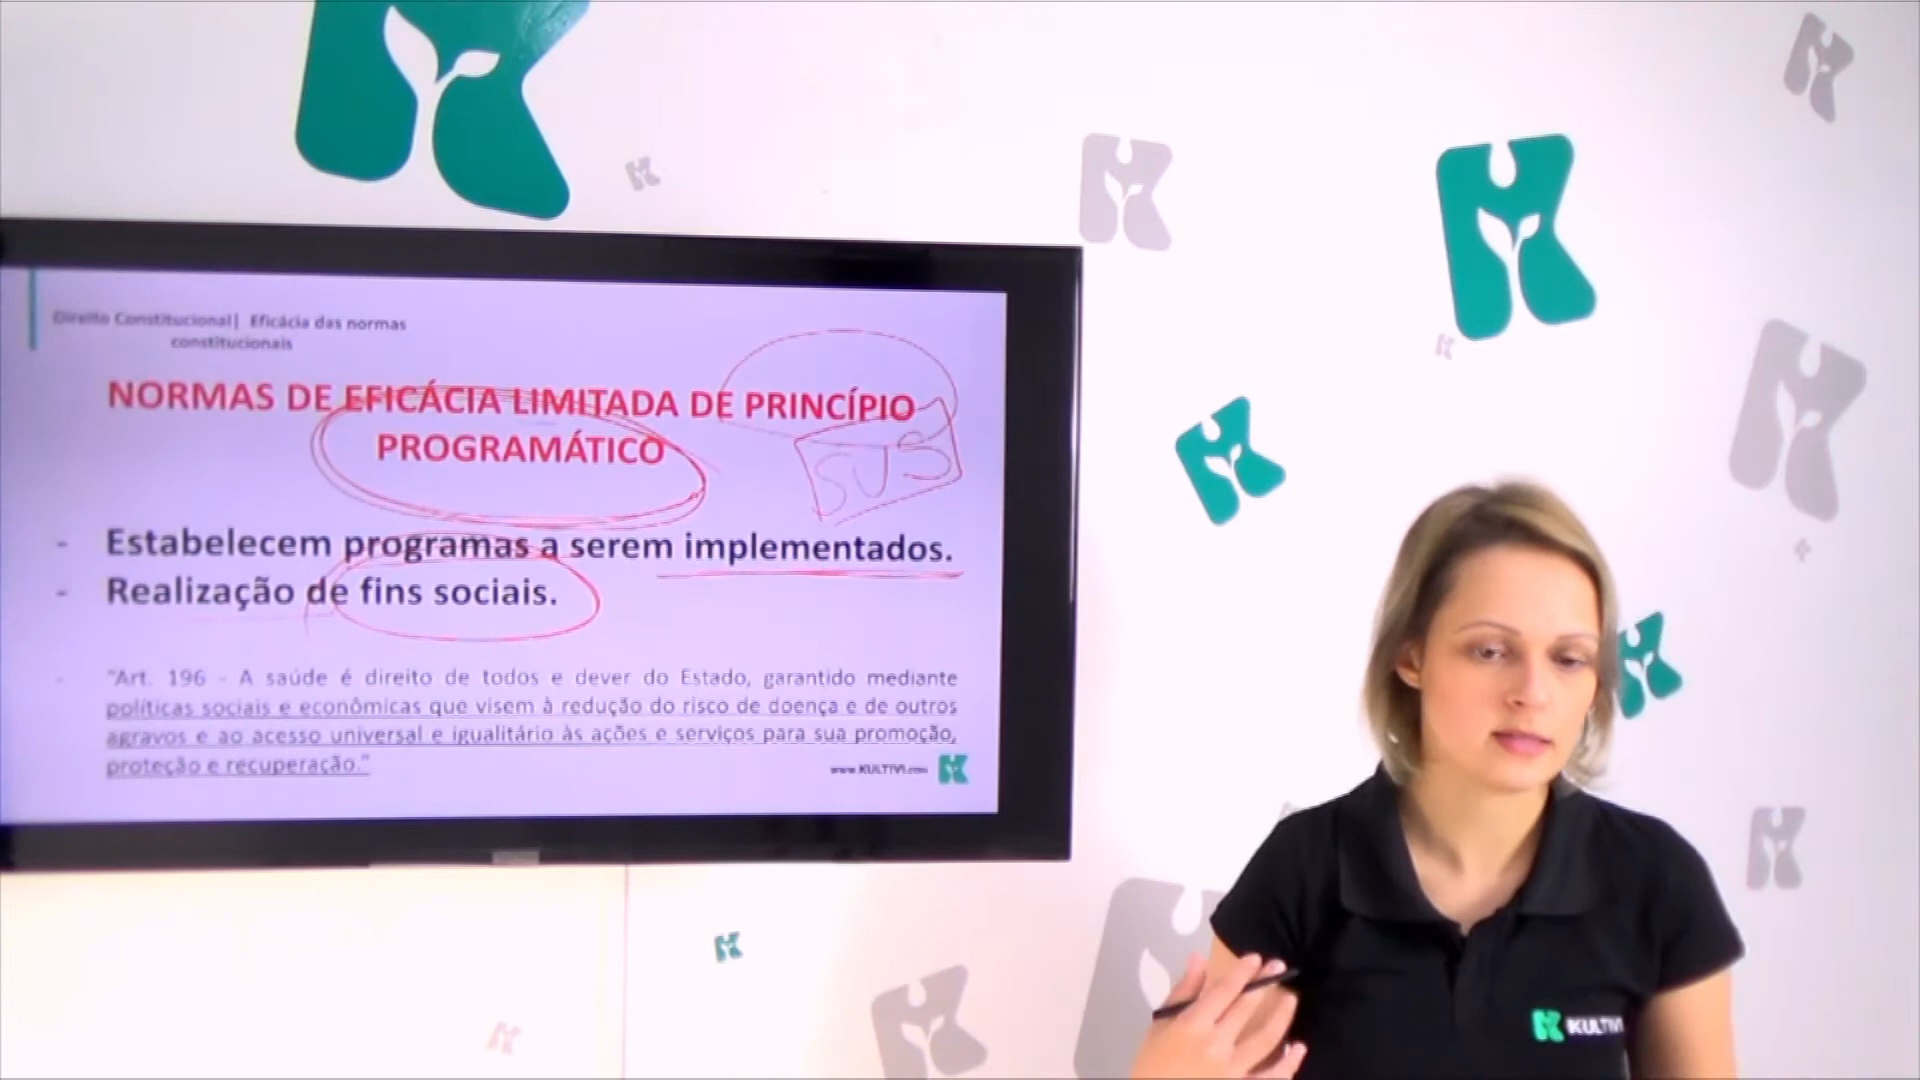 Direito Constitucional| Eficácia das normas
constitucionais
NORMAS DE EFICÁCIA LIMITADA DE PRINCÍPIO
PROGRAMÁTICO
SUS
- Estabelecem programas a serem implementados.
- Realização de fins sociais.
- "Art. 196 - A saúde é direito de todos e dever do Estado, garantido mediante
políticas sociais e econômicas que visem à redução do risco de doença e de outros
agravos e ao acesso universal e igualitário às ações e serviços para sua promoção,
proteção e recuperação."
www.KULTIVI.com
KULTIVI